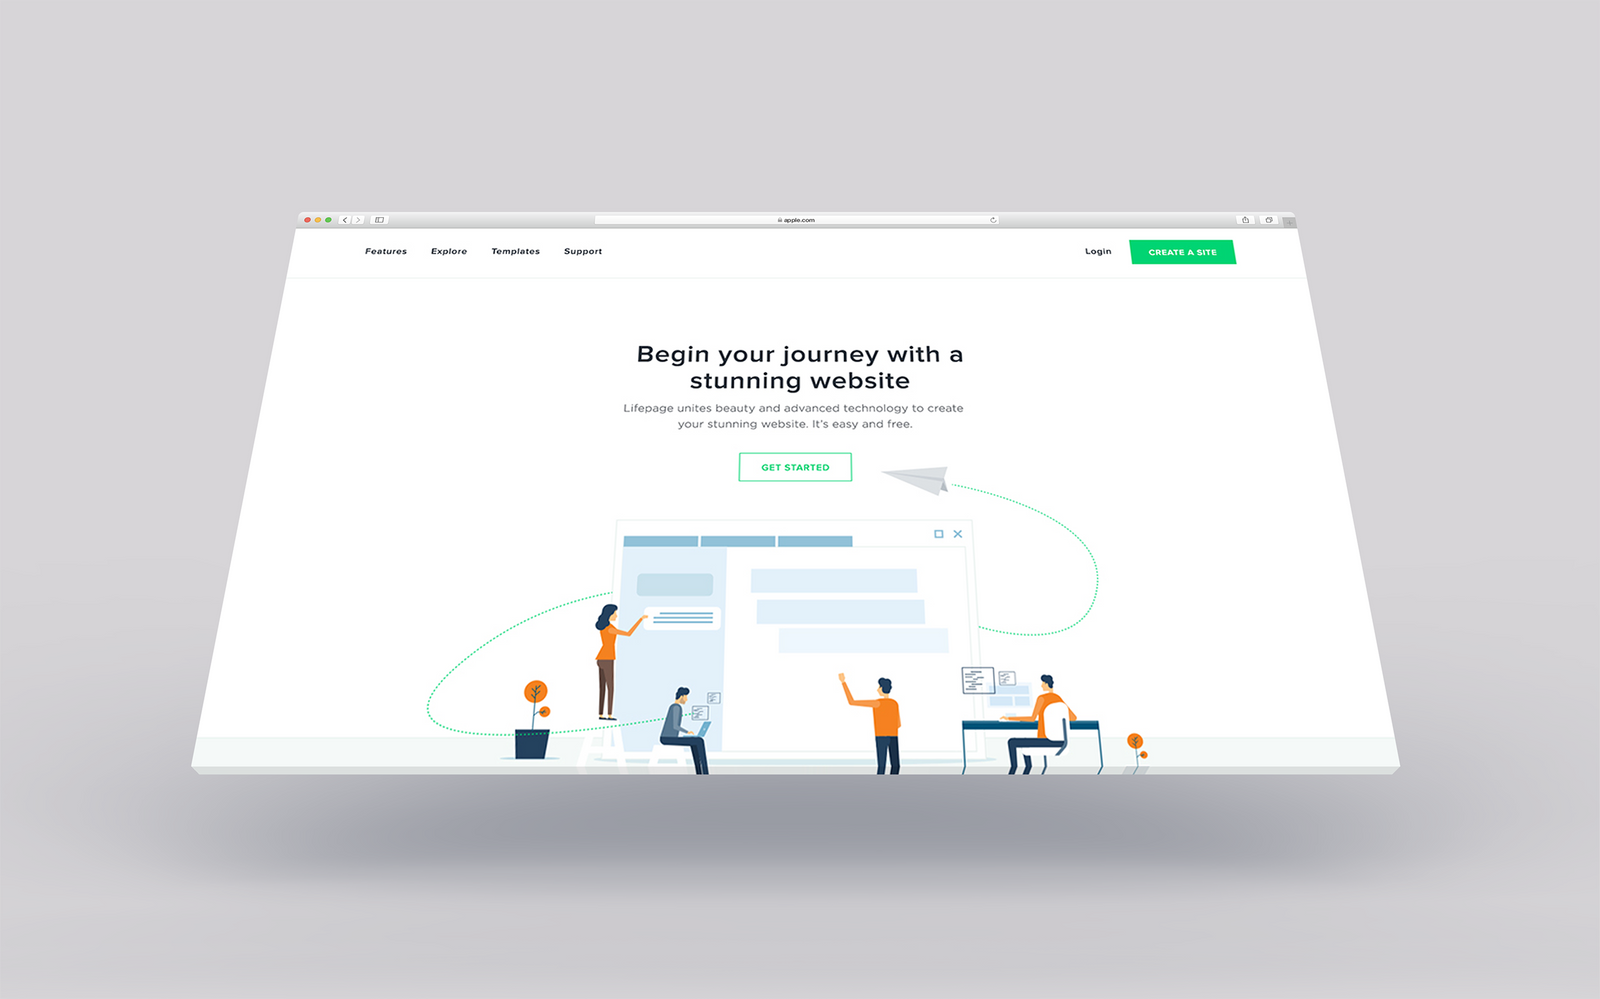 apple.com
Features Explore Templates Support Login CREATE A SITE
Begin your journey with a
stunning website
Lifepage unites beauty and advanced technology to create
your stunning website. It's easy and free.
GET STARTED